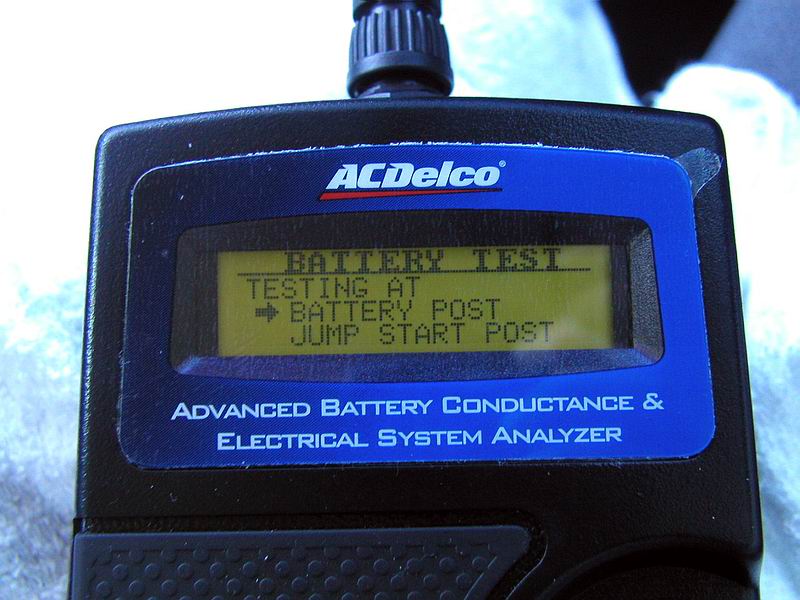 ACDelco®
BATTERY TEST
TESTING AT
➡ BATTERY POST
JUMP START POST
ADVANCED BATTERY CONDUCTANCE &
ELECTRICAL SYSTEM ANALYZER